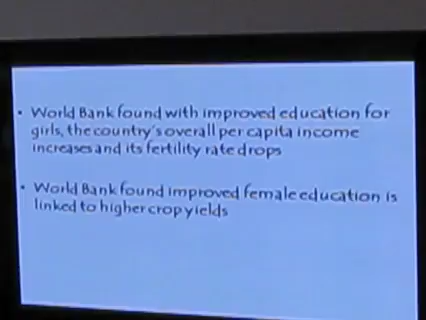 • World Bank found with improved education for
girls, the country's overall per capita income
increases and its fertility rate drops
• World Bank found improved female education is
linked to higher crop yields